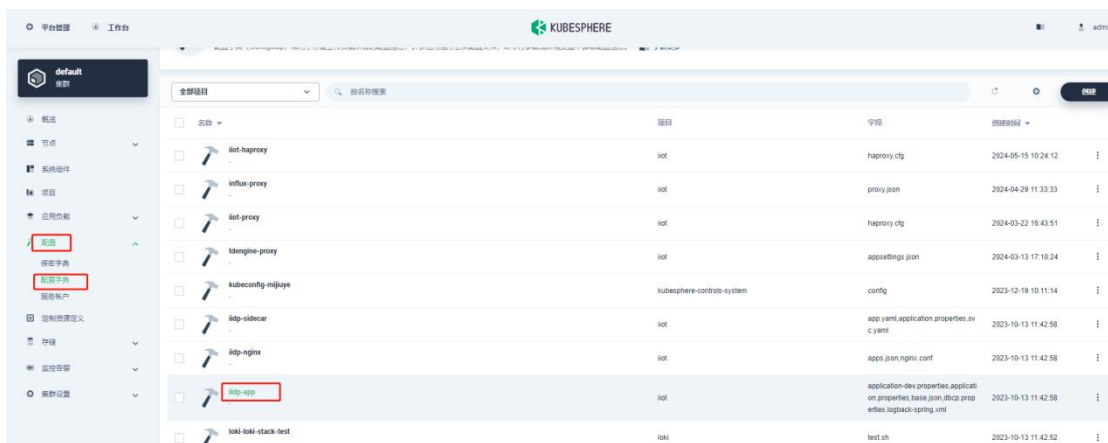 平台管理
工作台
KUBESPHERE
admi
default
集群
全部项目
按名称搜索
创建
名称
项目
字段
创建时间
概览
节点
系统组件
项目
应用负载
配置
保密字典
配置字典
服务帐户
定制资源定义
存储
监控告警
集群设置
iiot-haproxy
-
iiot
haproxy.cfg
2024-05-15 10:24:12
influx-proxy
-
iiot
proxy.json
2024-04-29 11:33:33
iiot-proxy
-
iiot
haproxy.cfg
2024-03-22 16:43:51
tdengine-proxy
-
iiot
appsettings.json
2024-03-13 17:18:24
kubeconfig-mijiuye
-
kubesphere-controls-system
config
2023-12-19 10:11:14
iidp-sidecar
-
iiot
app.yaml,application.properties,sv
c.yaml
2023-10-13 11:42:58
iidp-nginx
-
iiot
apps.json,nginx.conf
2023-10-13 11:42:58
iidp-app
-
iiot
application-dev.properties,applicati
on.properties,base.json,dbcp.prop
erties,logback-spring.xml
2023-10-13 11:42:58
loki-loki-stack-test
loki
test.sh
2023-10-13 11:42:52